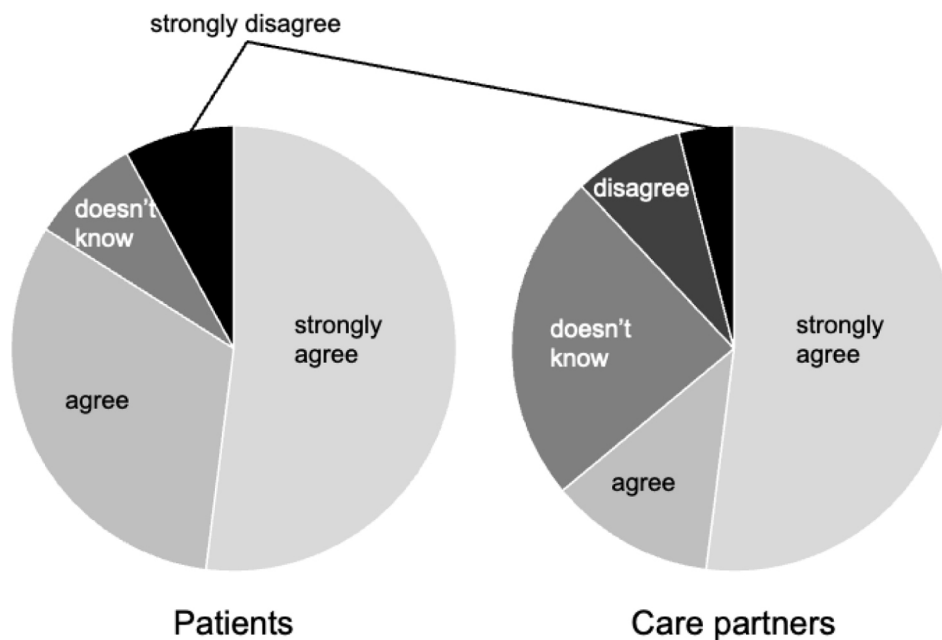 strongly disagree
doesn't
know
strongly
agree
agree
disagree
doesn't
know
strongly
agree
agree
Patients
Care partners